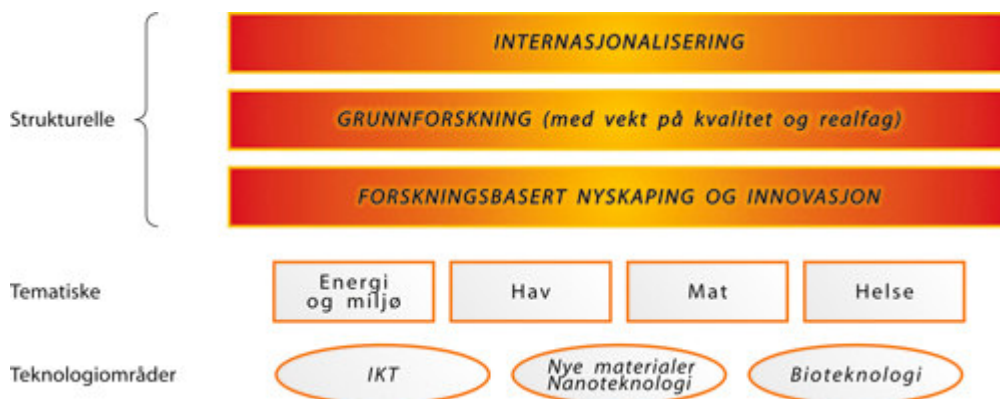 INTERNASJONALISERING
Strukturelle
GRUNNFORSKNING (med vekt på kvalitet og realfag)
FORSKNINGSBASERT NYSKAPING OG INNOVASJON
Tematiske
Energi
og miljø
Hav
Mat
Helse
Teknologiområder
IKT
Nye materialer
Nanoteknologi
Bioteknologi